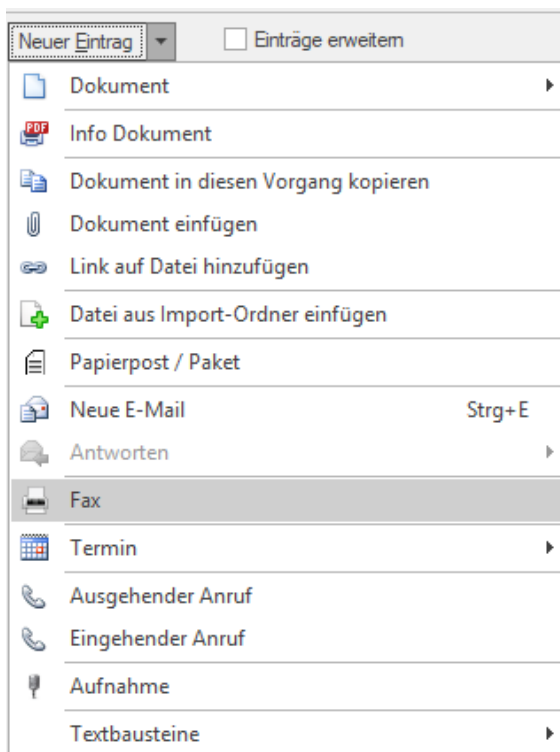 Neuer Eintrag
Einträge erweitern
Dokument
PDF
Info Dokument
Dokument in diesen Vorgang kopieren
Dokument einfügen
Link auf Datei hinzufügen
Datei aus Import-Ordner einfügen
Papierpost / Paket
Neue E-Mail Strg+E
Antworten
Fax
Termin
Ausgehender Anruf
Eingehender Anruf
Aufnahme
Textbausteine